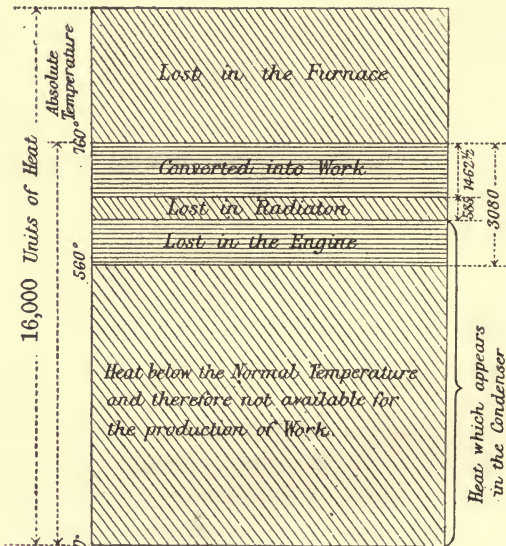 16,000 Units of Heat
Absolute
Temperature
760°
560°
0°
Lost in the Furnace
Converted into Work
Lost in Radiaton
Lost in the Engine
Heat below the Normal Temperature
and therefore not available for
the production of Work.
1462½
3080
Heat which appears
in the Condenser